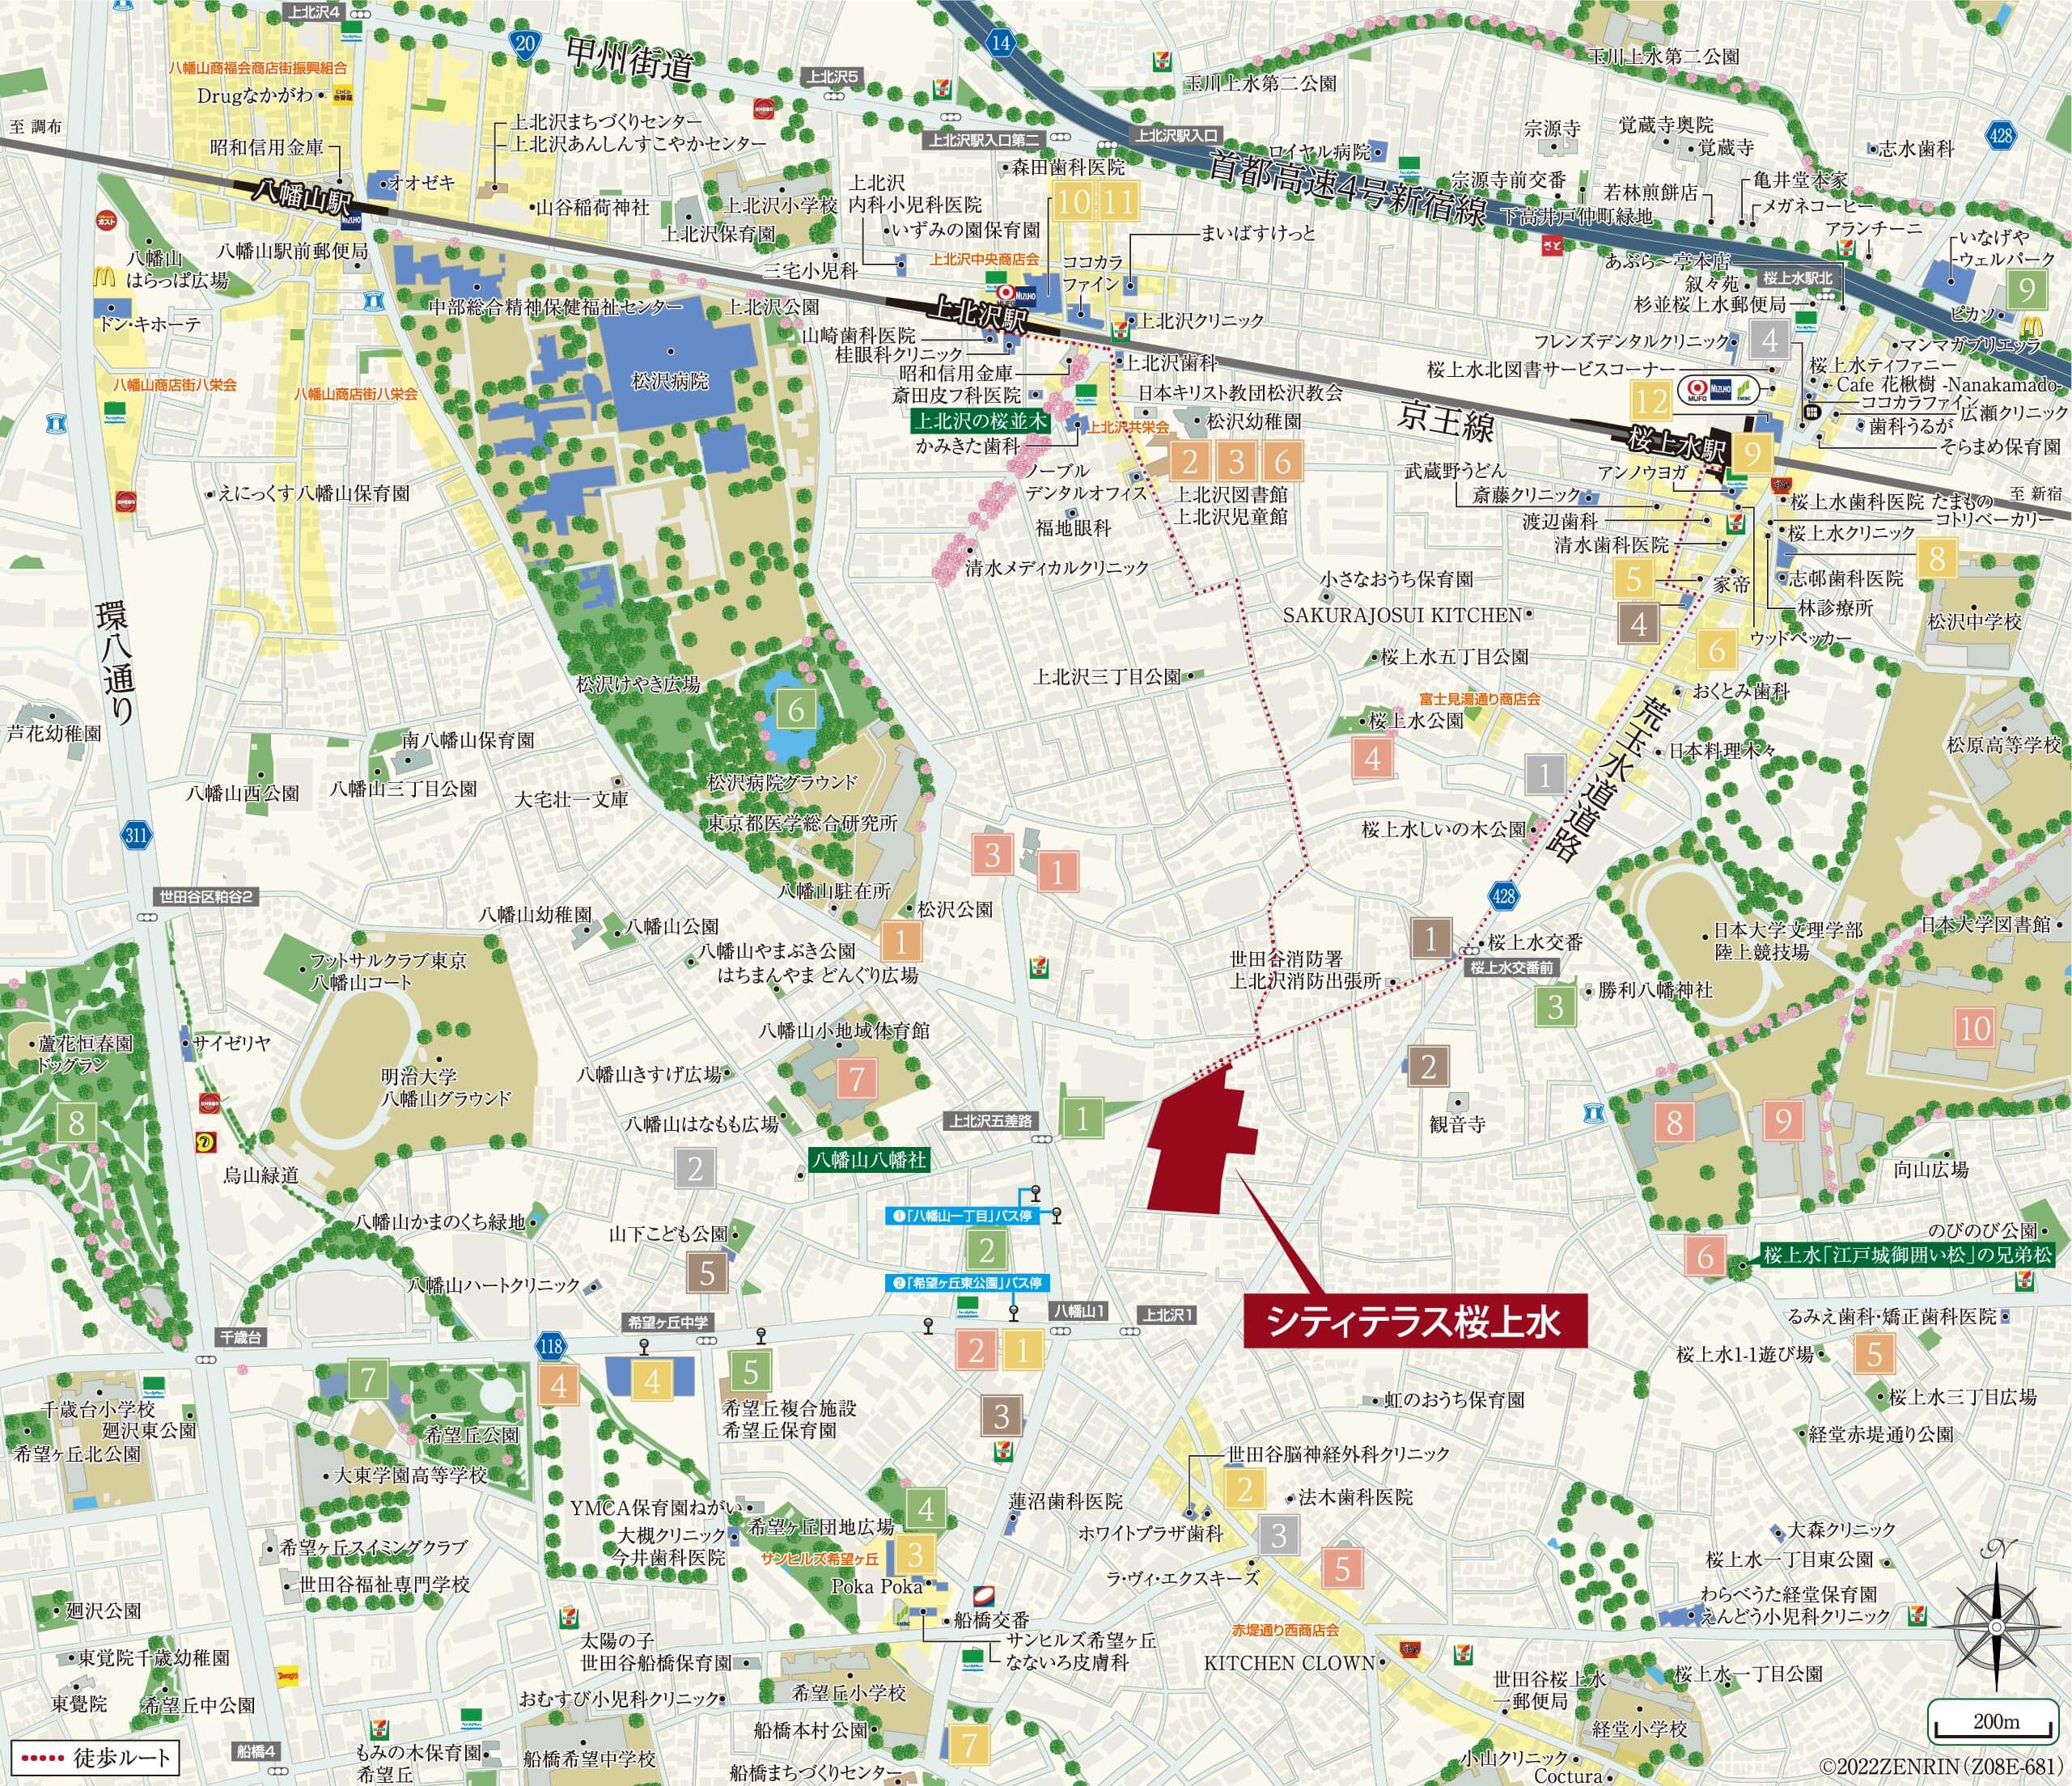 上北沢4
20
甲州街道
14
上北沢5
玉川上水第二公園
玉川上水第二公園
八幡山商福会商店街振興組合
Drugなかがわ
至 調布
昭和信用金庫
上北沢まちづくりセンター
上北沢あんしんすこやかセンター
上北沢駅入口第二
上北沢駅入口
428
宗源寺
覚蔵寺奥院
覚蔵寺
志水歯科
ロイヤル病院
首都高速4号新宿線
森田歯科医院
10
11
八幡山駅
オオゼキ
山谷稲荷神社
上北沢小学校
上北沢保育園
上北沢
内科小児科医院
いずみの園保育園
宗源寺前交番
下高井戸仲町緑地
若林煎餅店
亀井堂本家
メガネコーヒー
アランチーニ
まいばすけっと
八幡山
はらっぱ広場
八幡山駅前郵便局
上北沢中央商店会
三宅小児科
ココカラ
ファイン
あぶら〜亭本店
叙々苑
桜上水駅北
杉並桜上水郵便局
いなげや
ウェルパーク
9
ピカソ
ドン・キホーテ
中部総合精神保健福祉センター
上北沢公園
上北沢駅
上北沢クリニック
山崎歯科医院
桂眼科クリニック
昭和信用金庫
上北沢歯科
斎田皮フ科医院
上北沢の桜並木
かみきた歯科
松沢病院
フレンズデンタルクリニック
4
マンマガブリエッラ
桜上水北図書サービスコーナー
桜上水ティファニー
Cafe 花楸樹 -Nanakamado-
ココカラファイン
広瀬クリニック
歯科うるが
そらまめ保育園
12
八幡山商店街八栄会
八幡山商店街八栄会
日本キリスト教団松沢教会
松沢幼稚園
上北沢共栄会
京王線
桜上水駅
9
2
3
6
上北沢図書館
上北沢児童館
ノーブル
デンタルオフィス
福地眼科
清水メディカルクリニック
武蔵野うどん
アンノウヨガ
斎藤クリニック
渡辺歯科
清水歯科医院
至 新宿
桜上水歯科医院
たまもの
コトリベーカリー
桜上水クリニック
8
志邨歯科医院
林診療所
えにっくす八幡山保育園
小さなおうち保育園
SAKURAJOSUI KITCHEN
5
4
家帝
ウッドペッカー
6
松沢中学校
環八通り
上北沢三丁目公園
桜上水五丁目公園
富士見湯通り商店会
おくとみ歯科
桜上水公園
4
荒玉水道道路
日本料理木々
松原高等学校
松沢けやき広場
6
芦花幼稚園
南八幡山保育園
八幡山西公園
八幡山三丁目公園
大宅壮一文庫
松沢病院グラウンド
東京都医学総合研究所
1
桜上水しいの木公園
311
3
1
世田谷区粕谷2
八幡山駐在所
松沢公園
1
428
八幡山幼稚園
八幡山公園
八幡山やまぶき公園
はちまんやま どんぐり広場
フットサルクラブ東京
八幡山コート
1
桜上水交番
桜上水交番前
世田谷消防署
上北沢消防出張所
日本大学文理学部
陸上競技場
日本大学図書館
3
勝利八幡神社
蘆花恒春園
ドッグラン
サイゼリヤ
明治大学
八幡山グラウンド
八幡山小地域体育館
7
八幡山きすげ広場
八幡山はなもも広場
10
8
上北沢五差路
1
2
観音寺
8
9
向山広場
烏山緑道
2
八幡山八幡社
❶「八幡山一丁目」バス停
2
❷「希望ヶ丘東公園」バス停
八幡山かまのくち緑地
山下こども公園
5
八幡山ハートクリニック
のびのび公園
6
桜上水「江戸城御囲い松」の兄弟松
シティテラス桜上水
千歳台
118
希望ヶ丘中学
八幡山1
上北沢1
2
1
るみえ歯科・矯正歯科医院
桜上水1-1遊び場
5
桜上水三丁目広場
経堂赤堤通り公園
7
4
4
5
希望丘複合施設
希望丘保育園
3
虹のおうち保育園
千歳台小学校
廻沢東公園
希望ヶ丘北公園
希望丘公園
大東学園高等学校
世田谷脳神経外科クリニック
2
法木歯科医院
YMCA保育園ねがい
大槻クリニック
今井歯科医院
希望ヶ丘団地広場
4
蓮沼歯科医院
ホワイトプラザ歯科
3
大森クリニック
桜上水一丁目東公園
希望ヶ丘スイミングクラブ
世田谷福祉専門学校
サンヒルズ希望ヶ丘
3
Poka Poka
ラ・ヴィ・エクスキーズ
5
わらべうた経堂保育園
えんどう小児科クリニック
N
廻沢公園
船橋交番
サンヒルズ希望ヶ丘
なないろ皮膚科
赤堤通り西商店会
KITCHEN CLOWN
東覚院千歳幼稚園
東覺院
希望丘中公園
太陽の子
世田谷船橋保育園
おむすび小児科クリニック
希望丘小学校
世田谷桜上水
一郵便局
桜上水一丁目公園
経堂小学校
200m
徒歩ルート
船橋4
もみの木保育園
希望丘
船橋希望中学校
船橋本村公園
船橋まちづくりセンター
7
小山クリニック
Coctura
©2022ZENRIN（Z08E-681）